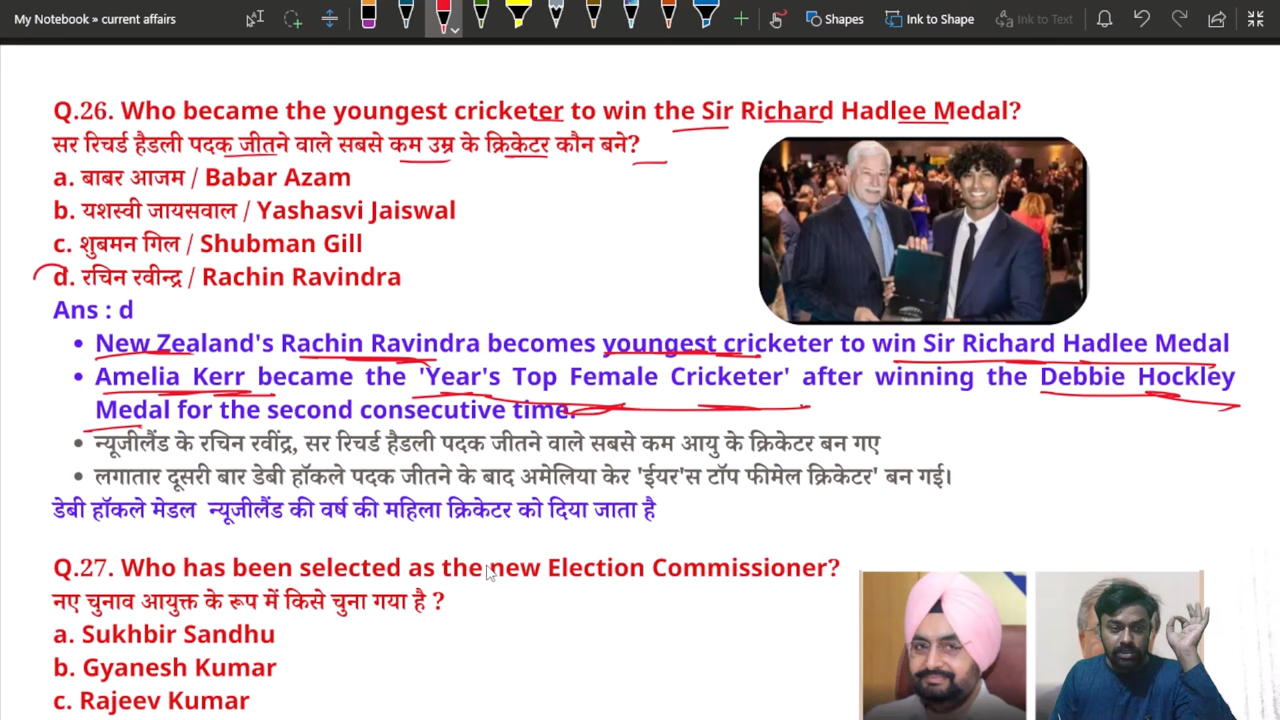 My Notebook » current affairs
Shapes
Ink to Shape
Ink to Text
Q.26. Who became the youngest cricketer to win the Sir Richard Hadlee Medal?
सर रिचर्ड हैडली पदक जीतने वाले सबसे कम उम्र के क्रिकेटर कौन बने?
a. बाबर आजम / Babar Azam
b. यशस्वी जायसवाल / Yashasvi Jaiswal
c. शुबमन गिल / Shubman Gill
d. रचिन रवीन्द्र / Rachin Ravindra
Ans : d
• New Zealand's Rachin Ravindra becomes youngest cricketer to win Sir Richard Hadlee Medal
• Amelia Kerr became the 'Year's Top Female Cricketer' after winning the Debbie Hockley
Medal for the second consecutive time.
• न्यूजीलैंड के रचिन रवींद्र, सर रिचर्ड हैडली पदक जीतने वाले सबसे कम आयु के क्रिकेटर बन गए
• लगातार दूसरी बार डेबी हॉकले पदक जीतने के बाद अमेलिया केर 'ईयर'स टॉप फीमेल क्रिकेटर' बन गई।
डेबी हॉकले मेडल न्यूजीलैंड की वर्ष की महिला क्रिकेटर को दिया जाता है
Q.27. Who has been selected as the new Election Commissioner?
नए चुनाव आयुक्त के रूप में किसे चुना गया है ?
a. Sukhbir Sandhu
b. Gyanesh Kumar
c. Rajeev Kumar